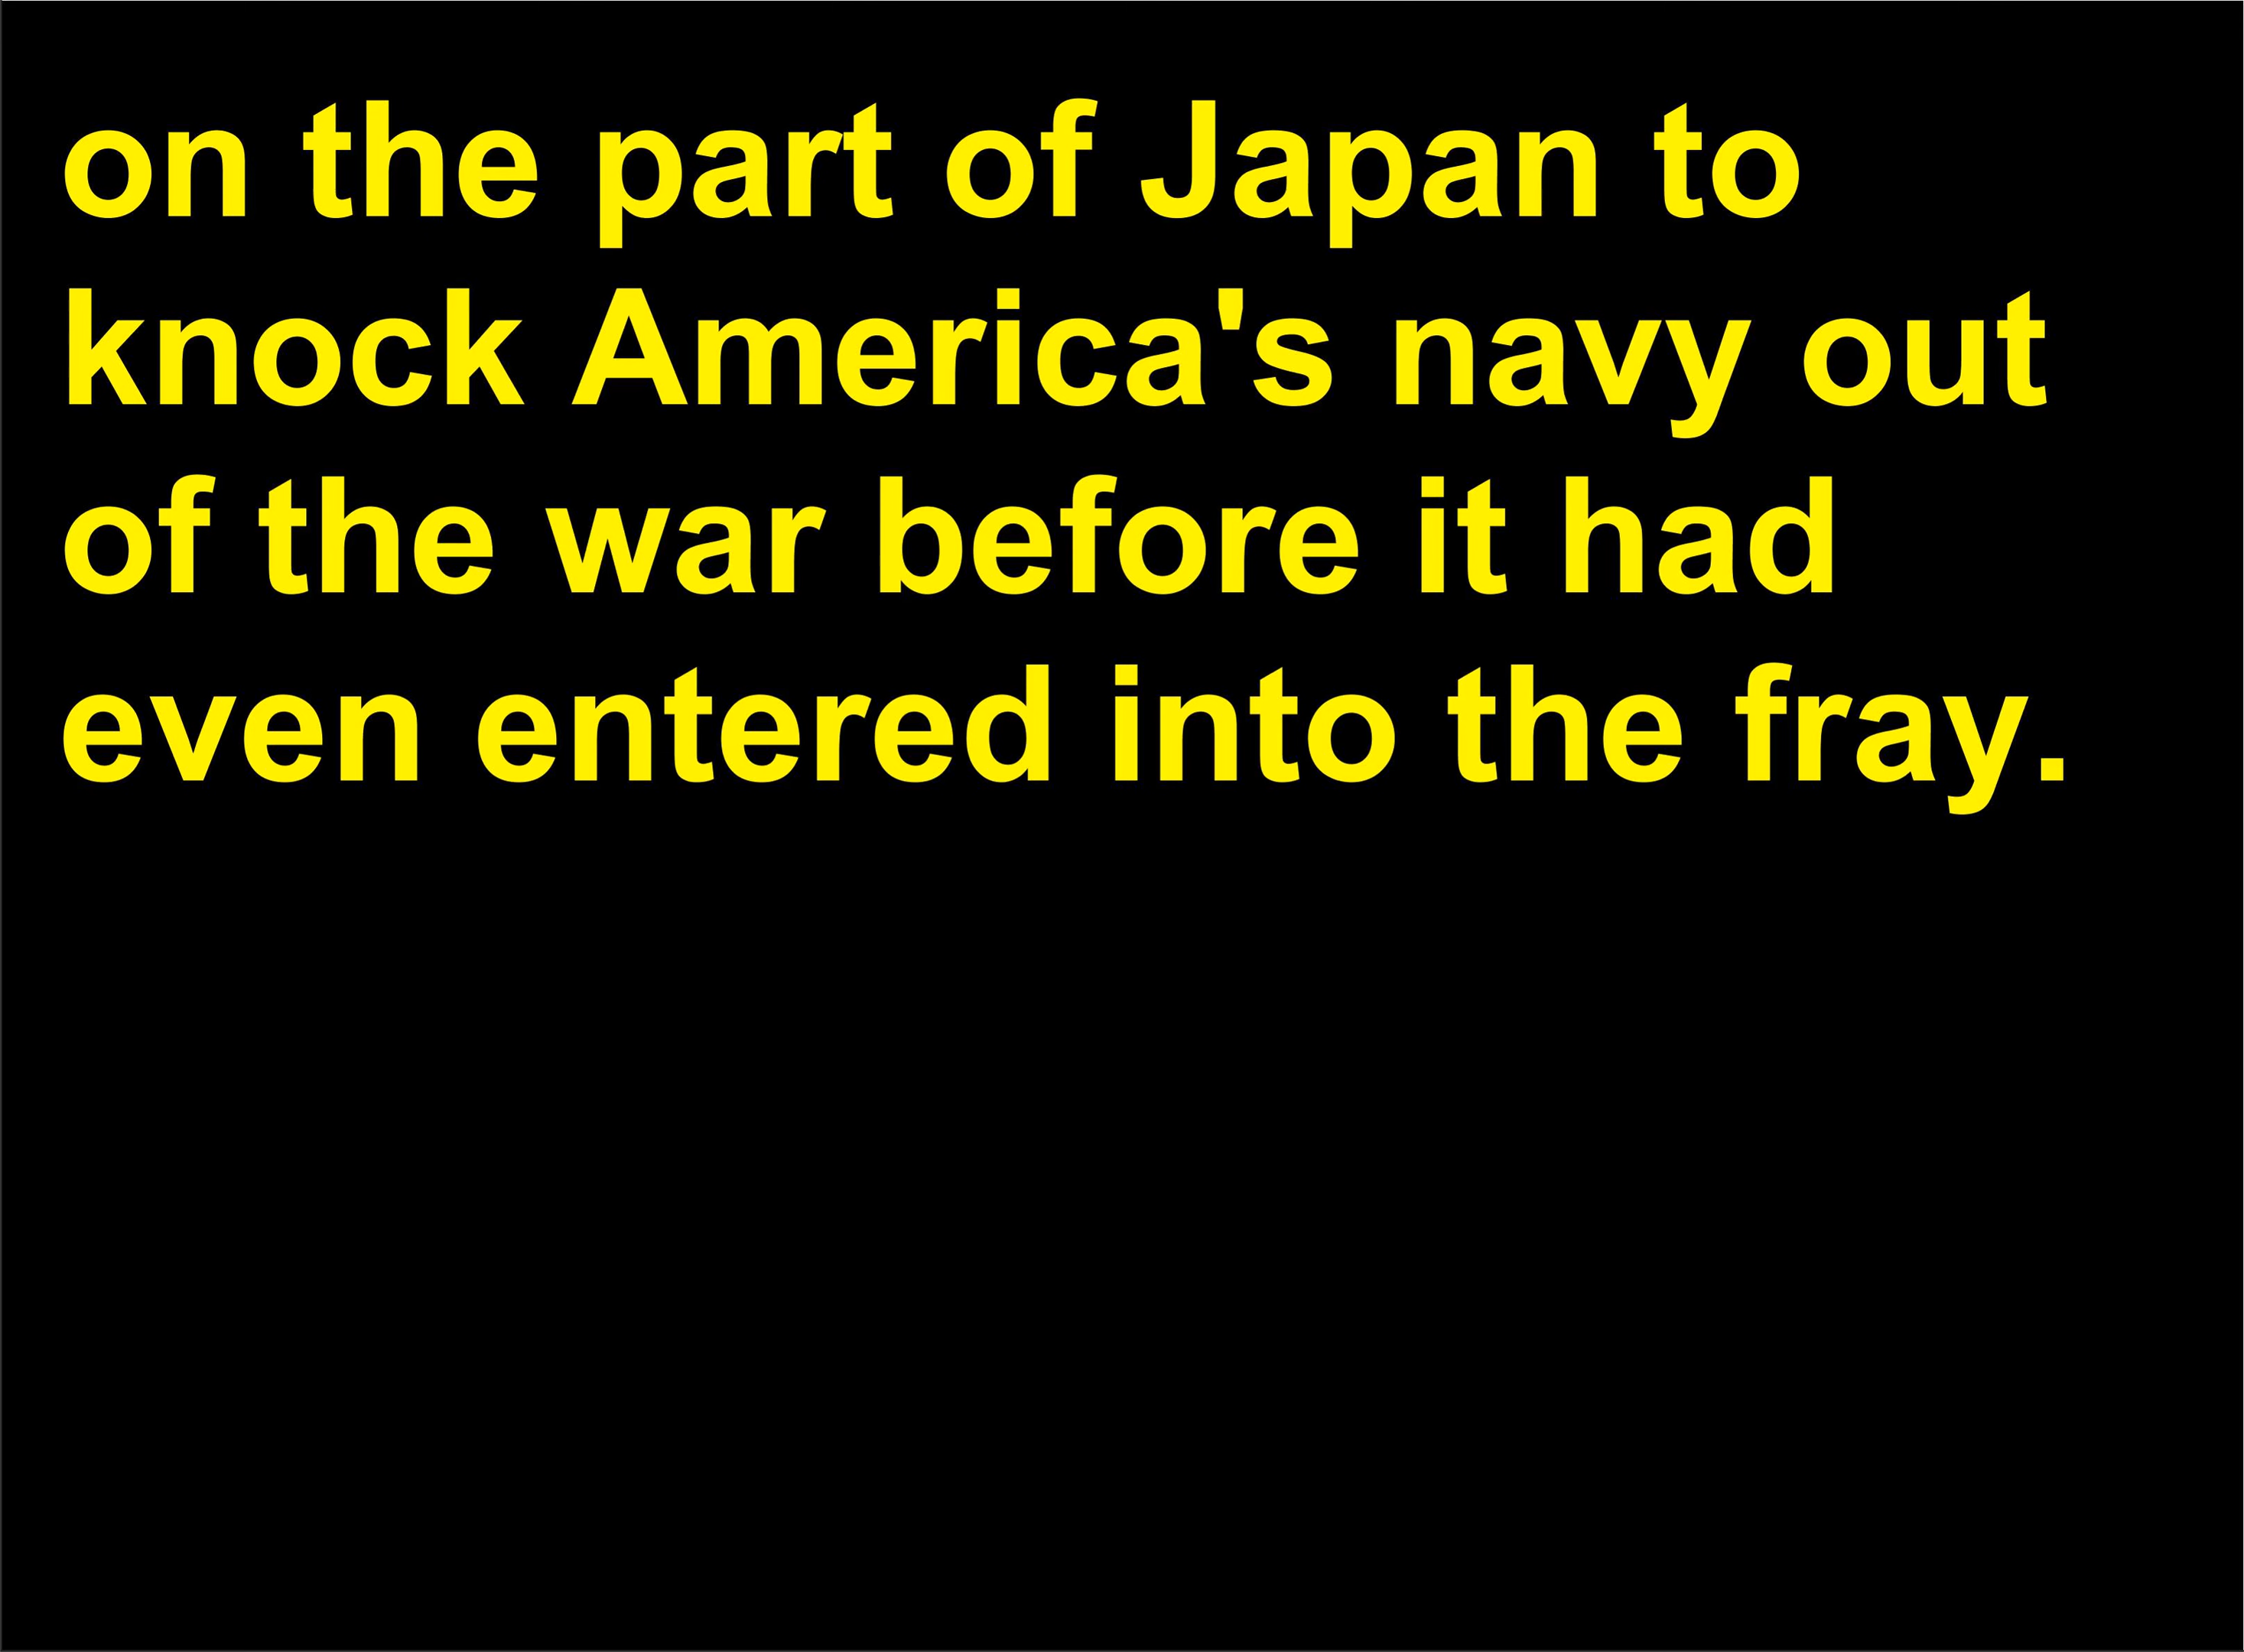 on the part of Japan to
knock America's navy out
of the war before it had
even entered into the fray.